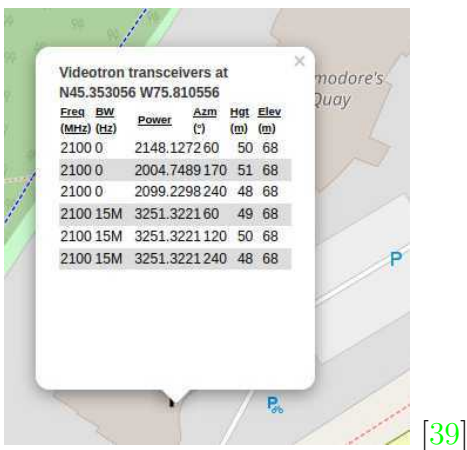 Videotron transceivers at
N45.353056 W75.810556
×
Freq (MHz) BW (Hz) Power Azm (°) Hgt (m) Elev (m)
2100 0 2148.1272 60 50 68
2100 0 2004.7489 170 51 68
2100 0 2099.2298 240 48 68
2100 15M 3251.3221 60 49 68
2100 15M 3251.3221 120 50 68
2100 15M 3251.3221 240 48 68
modore's
Quay
P
P
[39]